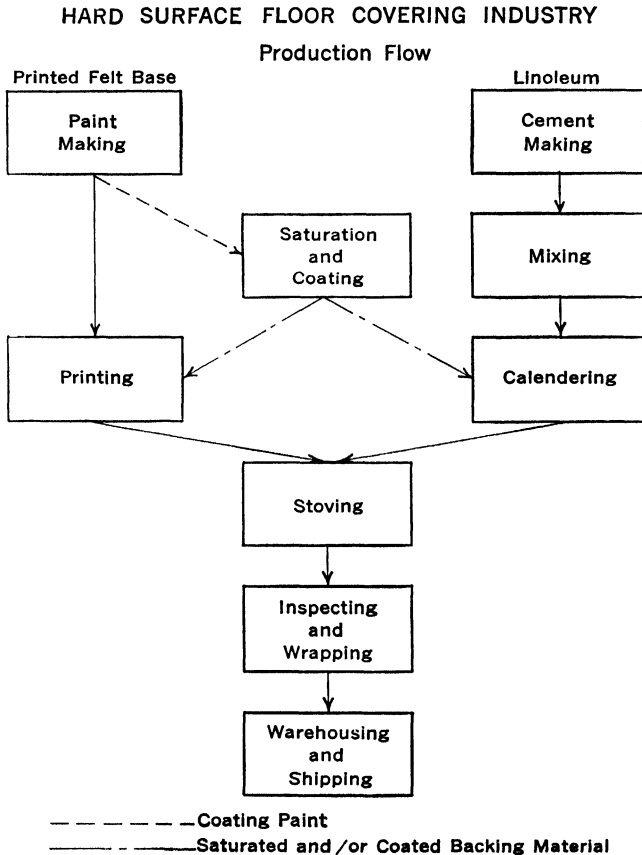 HARD SURFACE FLOOR COVERING INDUSTRY
Production Flow
Printed Felt Base
Linoleum
Paint
Making
Cement
Making
Saturation
and
Coating
Mixing
Printing
Calendering
Stoving
Inspecting
and
Wrapping
Warehousing
and
Shipping
Coating Paint
Saturated and/or Coated Backing Material